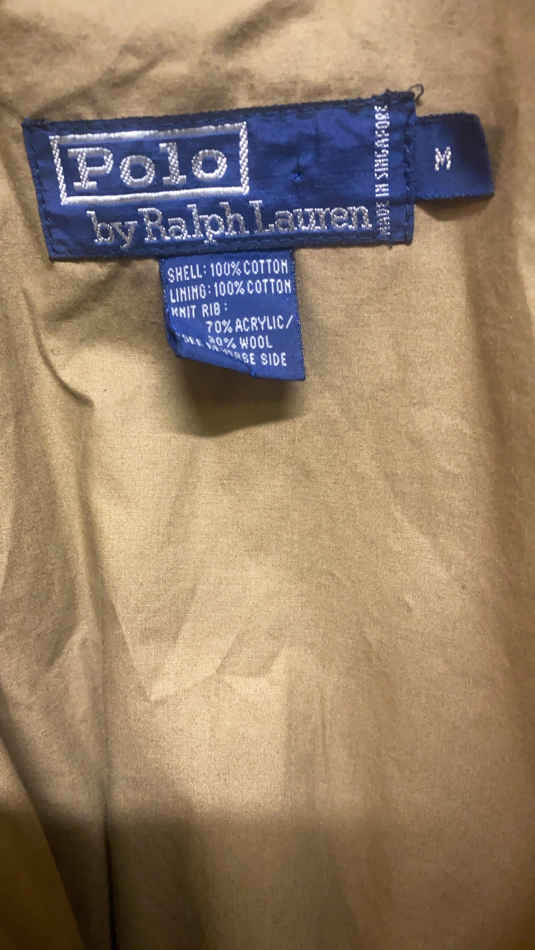 Polo
by Ralph Lauren
MADE IN SINGAPORE
M
SHELL: 100% COTTON
LINING: 100% COTTON
KNIT RIB:
70% ACRYLIC/
30% WOOL
SIDE